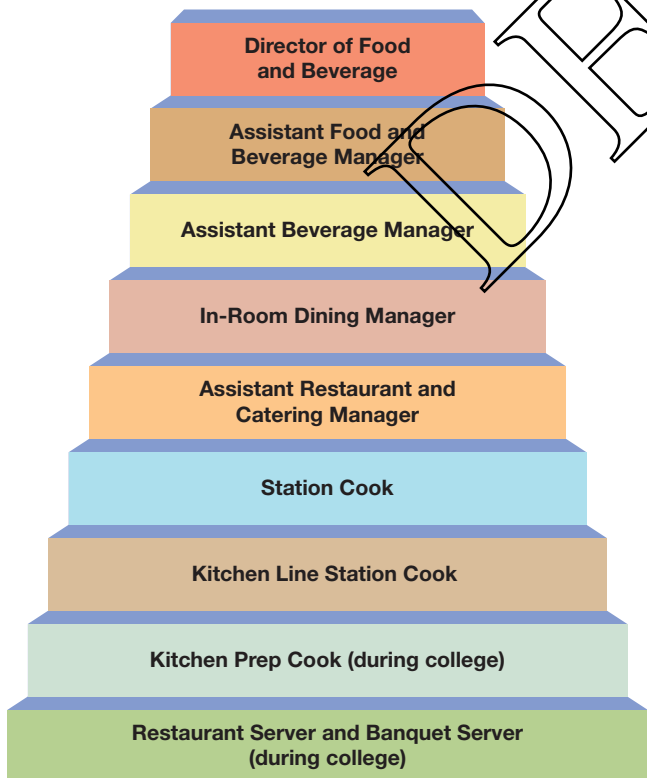 Director of Food
and Beverage
Assistant Food and
Beverage Manager
Assistant Beverage Manager
In-Room Dining Manager
Assistant Restaurant and
Catering Manager
Station Cook
Kitchen Line Station Cook
Kitchen Prep Cook (during college)
Restaurant Server and Banquet Server
(during college)